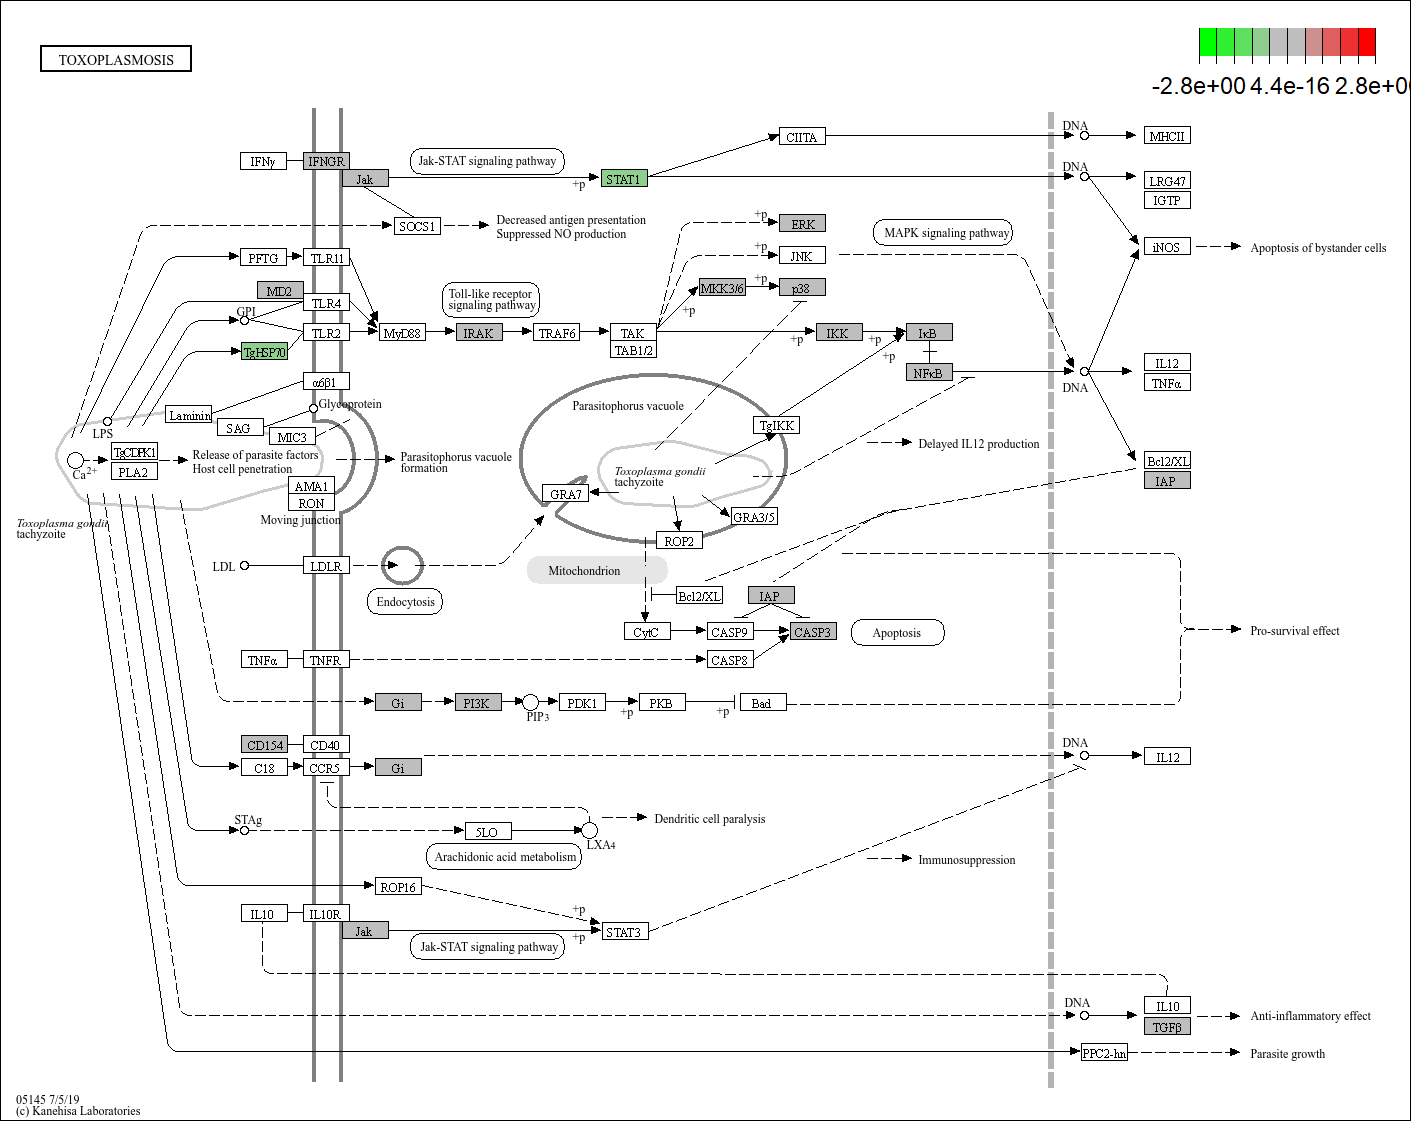 TOXOPLASMOSIS
-2.8e+00 4.4e-16 2.8e+0
DNA
CIITA
MHCII
IFNγ
IFNGR
Jak-STAT signaling pathway
Jak
+p
STAT1
DNA
LRG47
IGTP
SOCS1
Decreased antigen presentation
Suppressed NO production
+p
ERK
MAPK signaling pathway
iNOS
Apoptosis of bystander cells
PFTG
TLR11
+p
JNK
MD2
TLR4
Toll-like receptor
signaling pathway
MKK3/6
+p
p38
+p
GPI
TLR2
MyD88
IRAK
TRAF6
TAK
TAB1/2
+p
IKK
IκB
+p
TgHSP70
NFκB
DNA
IL12
TNFα
α6β1
Glycoprotein
Laminin
SAG
MIC3
Parasitophorus vacuole
TgIKK
LPS
Ca2+
TgCDPK1
PLA2
Release of parasite factors
Host cell penetration
Parasitophorus vacuole
formation
Delayed IL12 production
Toxoplasma gondii
tachyzoite
Bcl2/XL
IAP
AMA1
RON
Moving junction
GRA7
GRA3/5
ROP2
Toxoplasma gondii
tachyzoite
LDL
LDLR
Endocytosis
Mitochondrion
Bcl2/XL
IAP
CytC
CASP9
CASP3
Apoptosis
Pro-survival effect
TNFα
TNFR
CASP8
Gi
PI3K
PIP3
PDK1
+p
PKB
+p
Bad
CD154
CD40
C18
CCR5
Gi
DNA
IL12
STAg
5LO
LXA4
Dendritic cell paralysis
Arachidonic acid metabolism
Immunosuppression
ROP16
IL10
IL10R
Jak
+p
+p
STAT3
Jak-STAT signaling pathway
DNA
IL10
TGFβ
Anti-inflammatory effect
PPC2-hn
Parasite growth
05145 7/5/19
(c) Kanehisa Laboratories